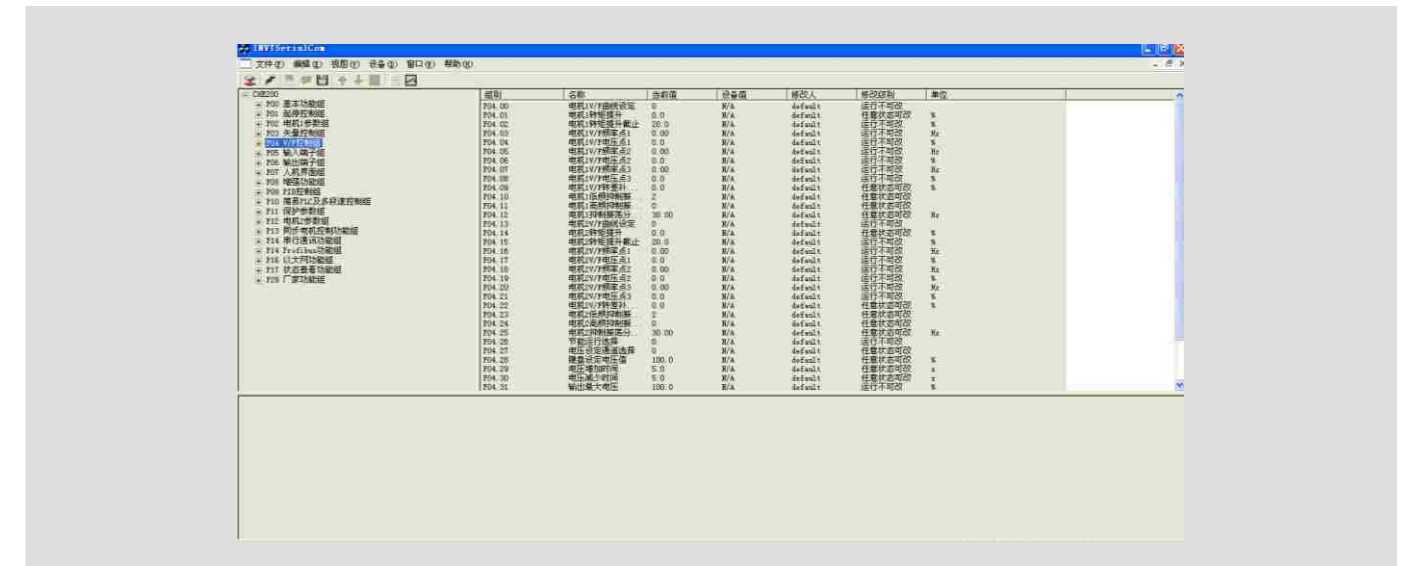 INVTSerialCom
文件(F) 编辑(E) 视图(V) 设备(D) 窗口(W) 帮助(H)
组别 名称 当前值 设备值 修改人 修改级别 单位
P00 基本功能组
P01 起停控制组
P02 电机1参数组
P03 矢量控制组
P04 V/F控制组
P05 输入端子组
P06 输出端子组
P07 人机界面组
P08 增强功能组
P09 PID控制组
P10 简易PLC及多段速控制组
P11 保护参数组
P12 电机2参数组
P13 同步电机控制功能组
P14 串行通讯功能组
Profibus功能组
P16 以太网功能组
P17 状态查看功能组
P29 厂家功能组
P04.00 电机1V/F曲线设定 0 N/A default 运行不可改
P04.01 电机1转矩提升 0.0 N/A default 任意状态可改 %
P04.02 电机1转矩提升截止 20.0 N/A default 运行不可改 %
P04.03 电机1V/F频率点1 0.00 N/A default 运行不可改 Hz
P04.04 电机1V/F电压点1 0.0 N/A default 运行不可改 %
P04.05 电机1V/F频率点2 0.00 N/A default 运行不可改 Hz
P04.06 电机1V/F电压点2 0.0 N/A default 运行不可改 %
P04.07 电机1V/F频率点3 0.00 N/A default 运行不可改 Hz
P04.08 电机1V/F电压点3 0.0 N/A default 运行不可改 %
P04.09 电机1V/F转差补... 0.0 N/A default 任意状态可改 %
P04.10 电机1低频抑制振... 2 N/A default 任意状态可改
P04.11 电机1高频抑制振... 0 N/A default 任意状态可改
P04.12 电机1抑制振荡分... 30.00 N/A default 任意状态可改 Hz
P04.13 电机2V/F曲线设定 0 N/A default 运行不可改
P04.14 电机2转矩提升 0.0 N/A default 任意状态可改 %
P04.15 电机2转矩提升截止 20.0 N/A default 运行不可改 %
P04.16 电机2V/F频率点1 0.00 N/A default 运行不可改 Hz
P04.17 电机2V/F电压点1 0.0 N/A default 运行不可改 %
P04.18 电机2V/F频率点2 0.00 N/A default 运行不可改 Hz
P04.19 电机2V/F电压点2 0.0 N/A default 运行不可改 %
P04.20 电机2V/F频率点3 0.00 N/A default 运行不可改 Hz
P04.21 电机2V/F电压点3 0.0 N/A default 运行不可改 %
P04.22 电机2V/F转差补... 0.0 N/A default 任意状态可改 %
P04.23 电机2低频抑制振... 2 N/A default 任意状态可改
P04.24 电机2高频抑制振... 0 N/A default 任意状态可改
P04.25 电机2抑制振荡分... 30.00 N/A default 任意状态可改 Hz
P04.26 节能运行选择 0 N/A default 运行不可改
P04.27 电压设定通道选择 0 N/A default 任意状态可改
P04.28 键盘设定电压值 100.0 N/A default 任意状态可改 %
P04.29 电压增加时间 5.0 N/A default 任意状态可改 s
P04.30 电压减少时间 5.0 N/A default 任意状态可改 s
P04.31 输出最大电压 100.0 N/A default 运行不可改 %